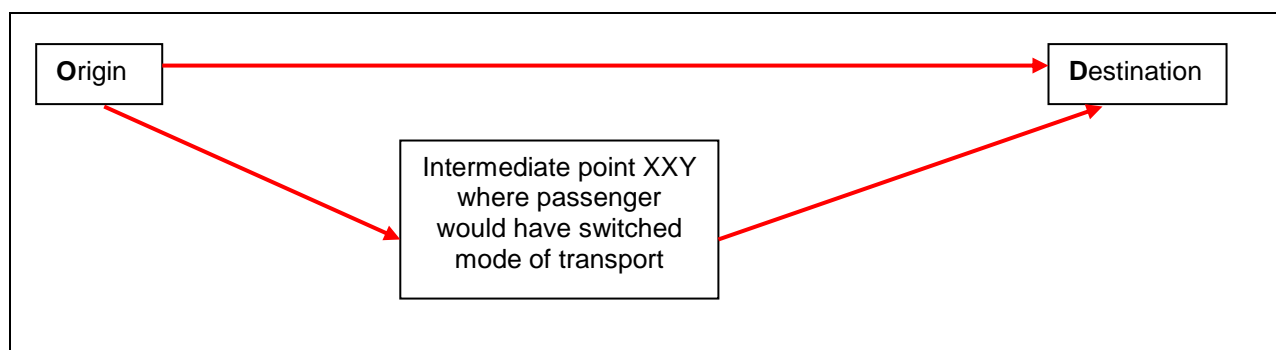 Origin
Destination
Intermediate point XXY
where passenger
would have switched
mode of transport